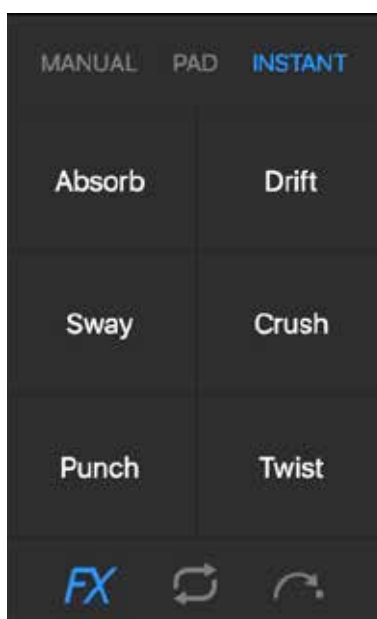 MANUAL PAD INSTANT
Absorb Drift
Sway Crush
Punch Twist
FX